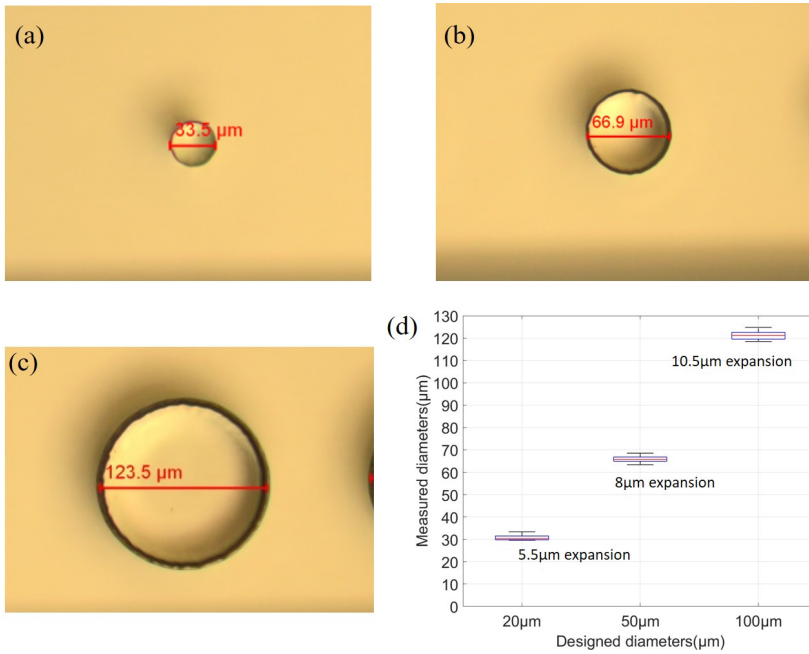 (a)
33.5 µm
(b)
66.9 µm
(c)
123.5 µm
(d)
130
120
110
100
90
80
70
60
50
40
30
20
10
0
Measured diameters(µm)
10.5µm expansion
8µm expansion
5.5µm expansion
20µm
50µm
100µm
Designed diameters(µm)